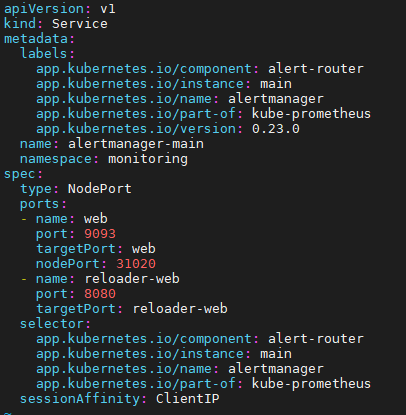 apiVersion: v1
kind: Service
metadata:
  labels:
    app.kubernetes.io/component: alert-router
    app.kubernetes.io/instance: main
    app.kubernetes.io/name: alertmanager
    app.kubernetes.io/part-of: kube-prometheus
    app.kubernetes.io/version: 0.23.0
  name: alertmanager-main
  namespace: monitoring
spec:
  type: NodePort
  ports:
  - name: web
    port: 9093
    targetPort: web
    nodePort: 31020
  - name: reloader-web
    port: 8080
    targetPort: reloader-web
  selector:
    app.kubernetes.io/component: alert-router
    app.kubernetes.io/instance: main
    app.kubernetes.io/name: alertmanager
    app.kubernetes.io/part-of: kube-prometheus
  sessionAffinity: ClientIP
~